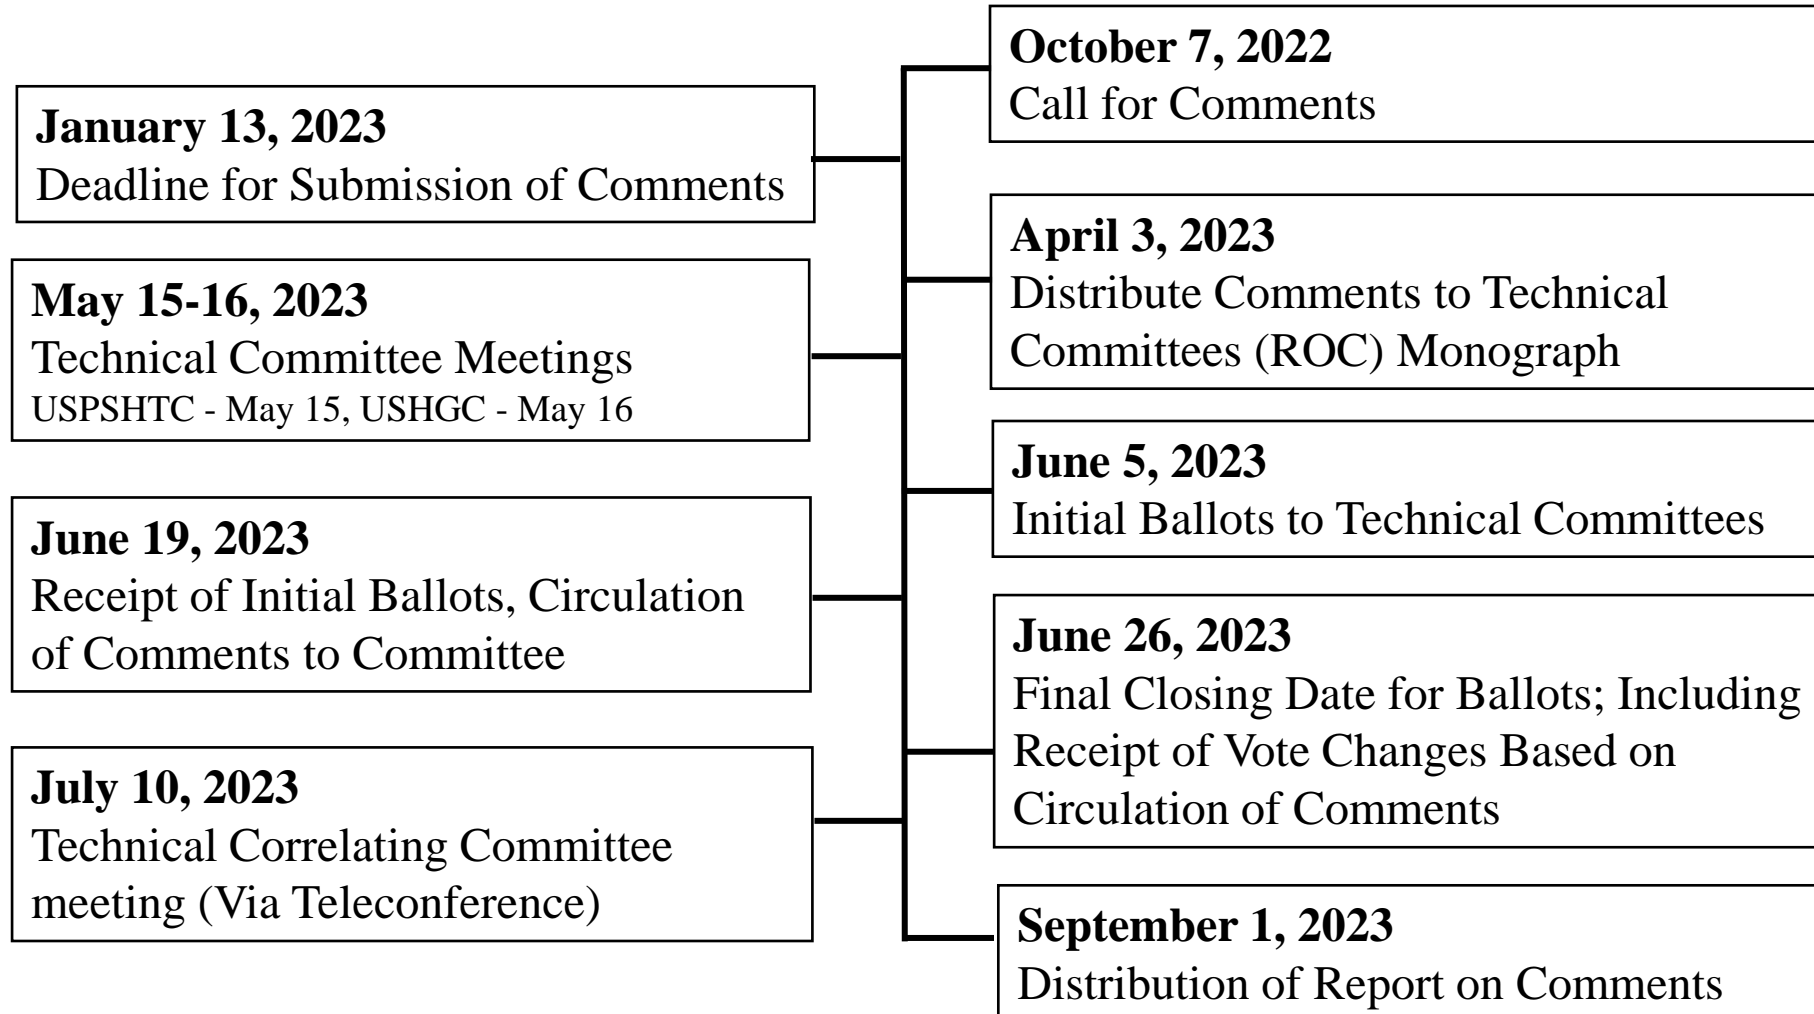 October 7, 2022
Call for Comments
January 13, 2023
Deadline for Submission of Comments
April 3, 2023
Distribute Comments to Technical
Committees (ROC) Monograph
May 15-16, 2023
Technical Committee Meetings
USPSHTC - May 15, USHGC - May 16
June 5, 2023
Initial Ballots to Technical Committees
June 19, 2023
Receipt of Initial Ballots, Circulation
of Comments to Committee
June 26, 2023
Final Closing Date for Ballots; Including
Receipt of Vote Changes Based on
Circulation of Comments
July 10, 2023
Technical Correlating Committee
meeting (Via Teleconference)
September 1, 2023
Distribution of Report on Comments